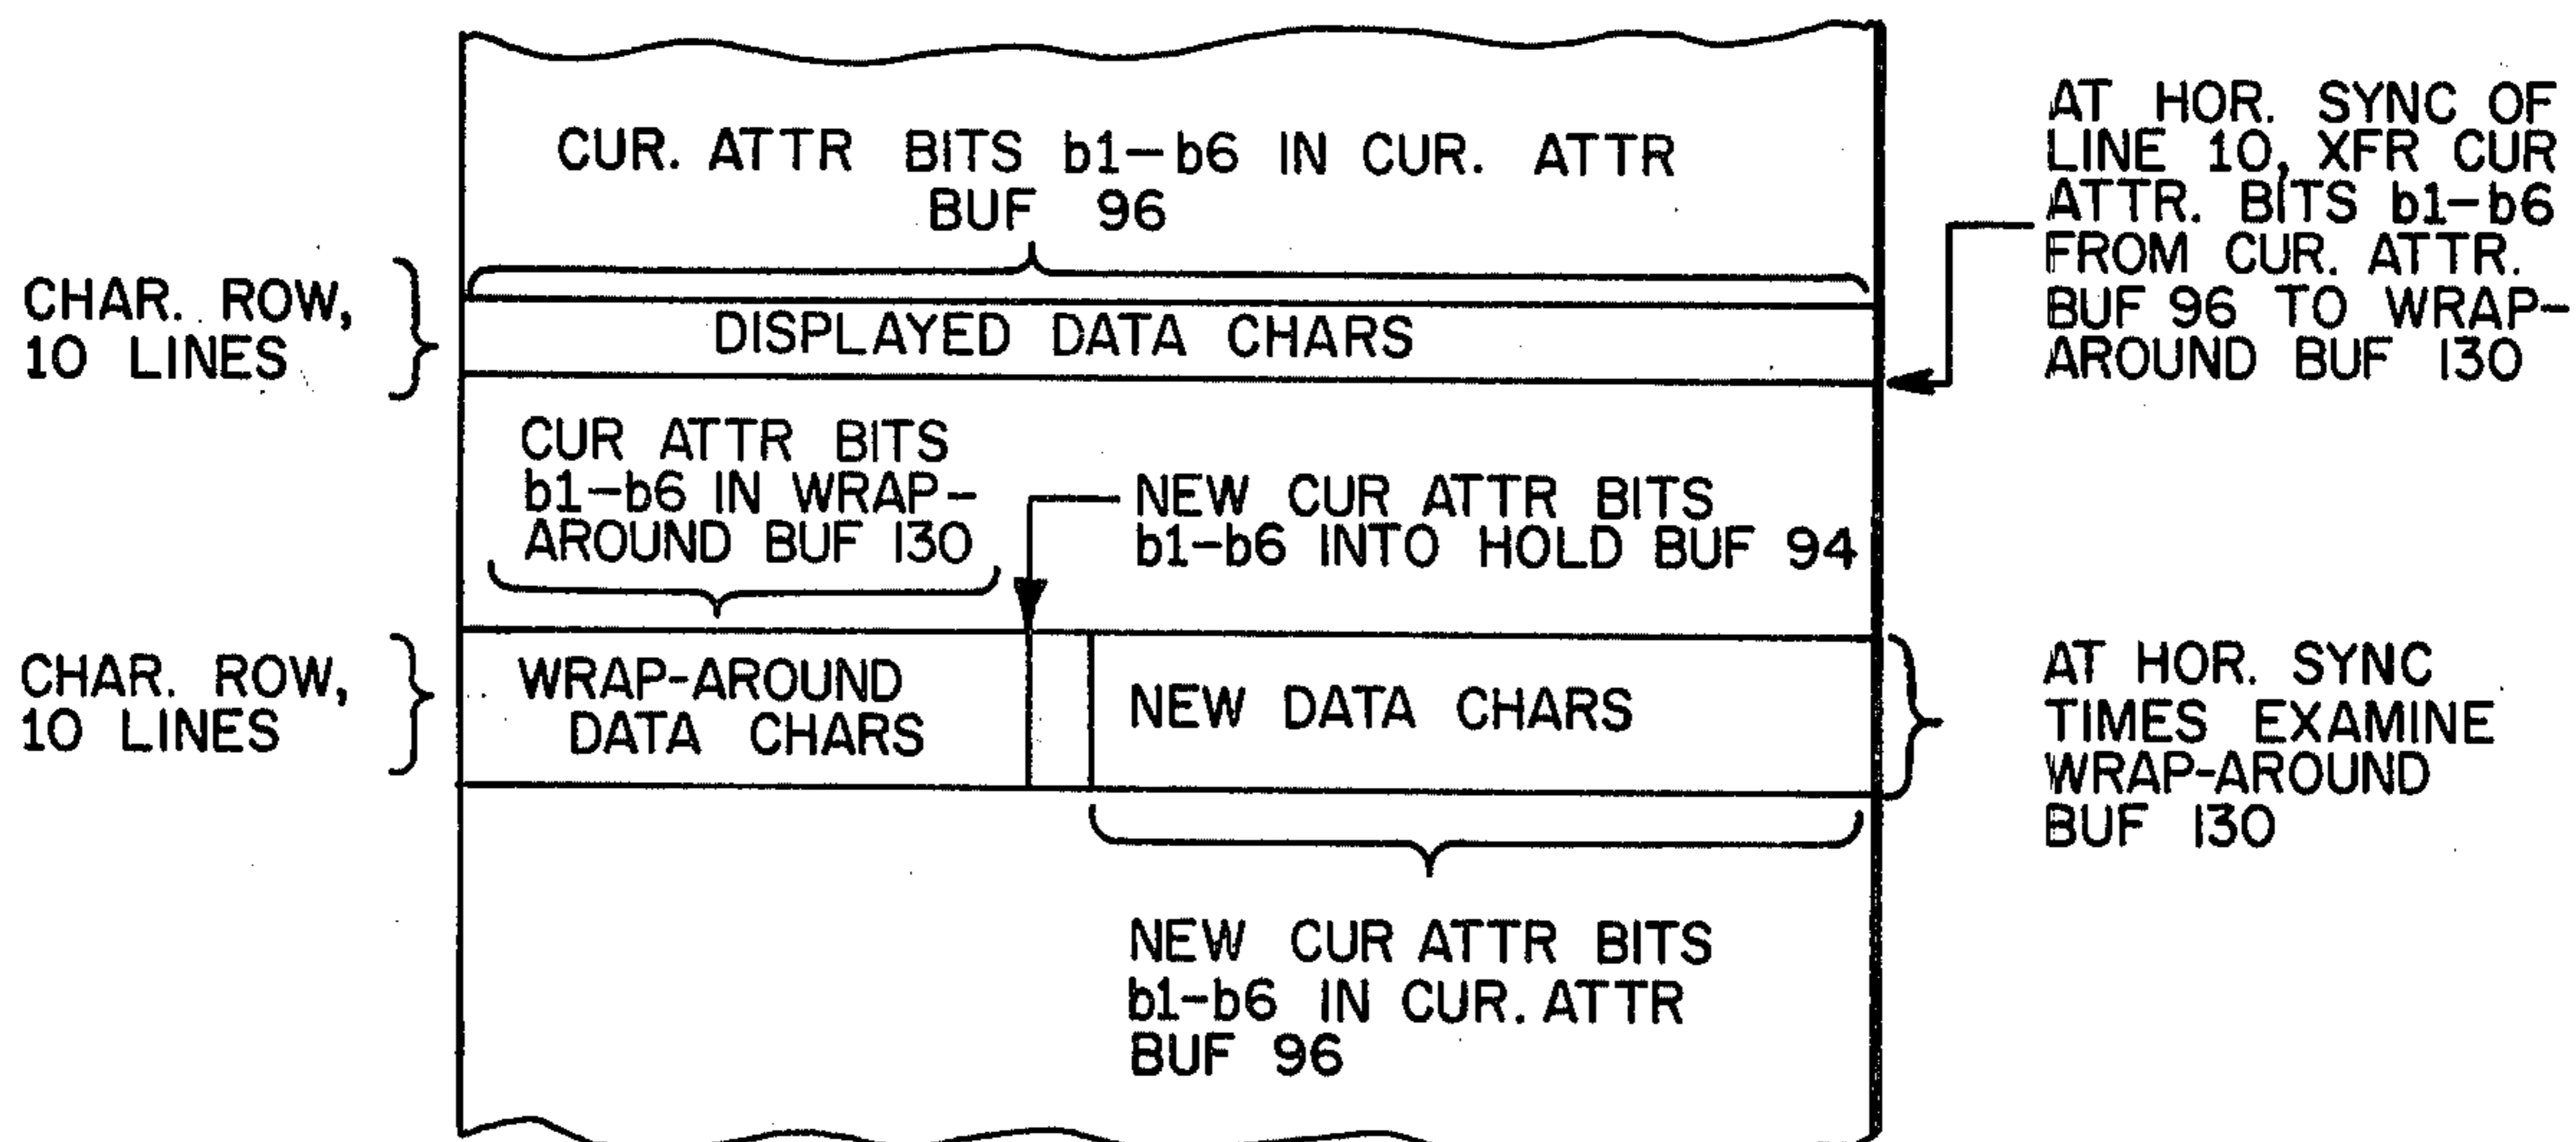 CUR. ATTR BITS b1-b6 IN CUR. ATTR
BUF 96
AT HOR. SYNC OF
LINE 10, XFR CUR
ATTR. BITS b1-b6
FROM CUR. ATTR.
BUF 96 TO WRAP-
AROUND BUF 130
CHAR. ROW,
10 LINES
DISPLAYED DATA CHARS
CUR ATTR BITS
b1-b6 IN WRAP-
AROUND BUF 130
NEW CUR ATTR BITS
b1-b6 INTO HOLD BUF 94
CHAR. ROW,
10 LINES
WRAP-AROUND
DATA CHARS
NEW DATA CHARS
AT HOR. SYNC
TIMES EXAMINE
WRAP-AROUND
BUF 130
NEW CUR ATTR BITS
b1-b6 IN CUR. ATTR
BUF 96